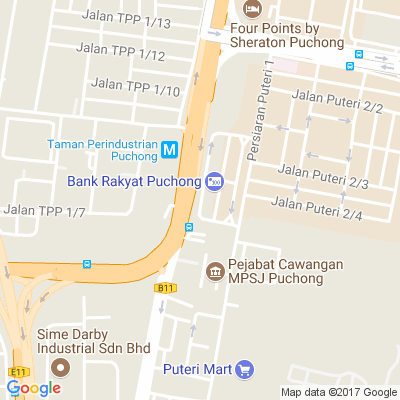 Jalan TPP 1/13
Four Points by
Sheraton Puchong
Jalan TPP 1/12
Jalan TPP 1/10
Jalan Puteri 2/2
Persiaran Puteri 1
Taman Perindustrian
Puchong
M
Bank Rakyat Puchong
Jalan Puteri 2/3
Jalan TPP 1/7
Jalan Puteri 2/4
Pejabat Cawangan
MPSJ Puchong
B11
Sime Darby
Industrial Sdn Bhd
Puteri Mart
E11
Google
Map data ©2017 Google